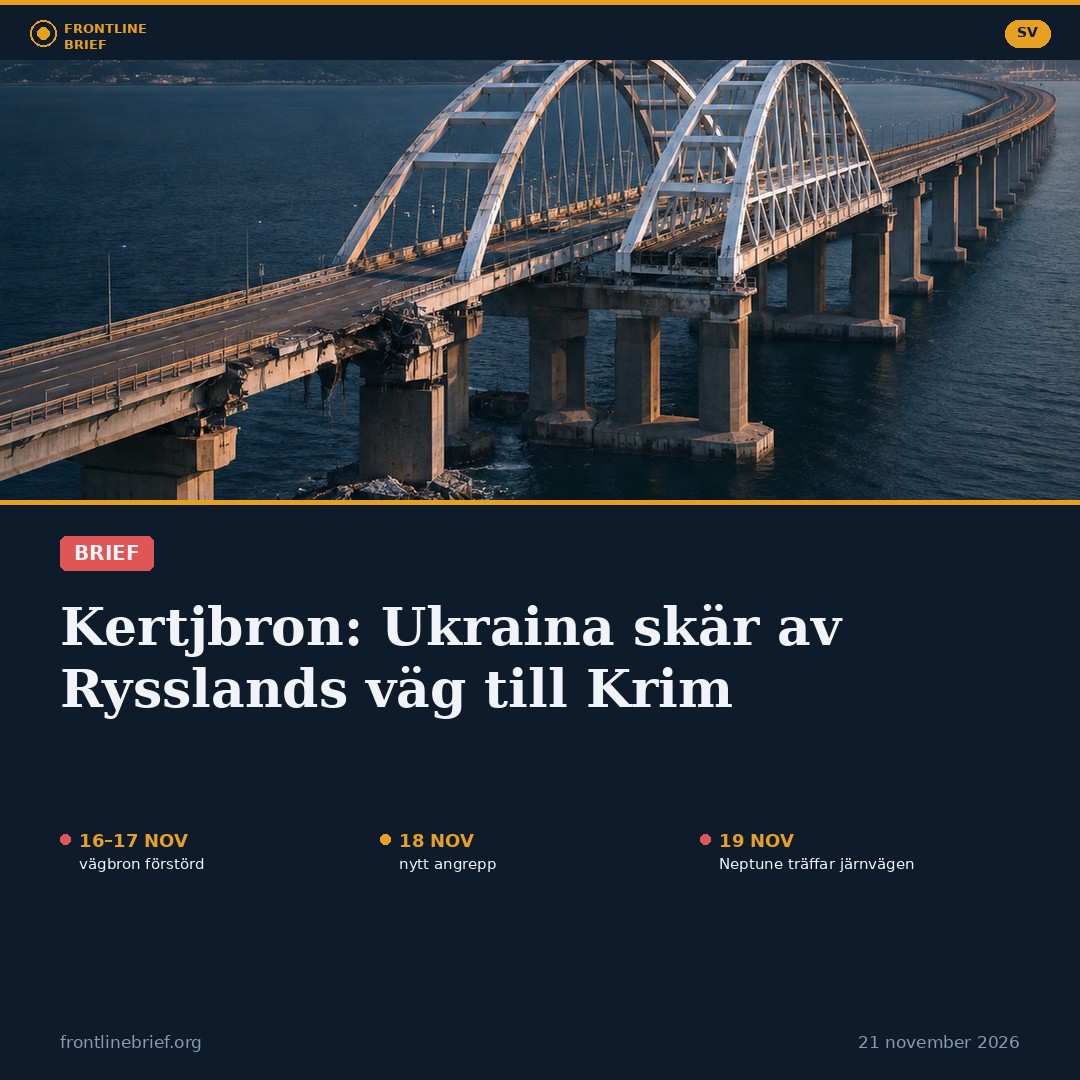 FRONTLINE
BRIEF
SV
BRIEF
Kertjbron: Ukraina skär av
Rysslands väg till Krim
16–17 NOV
vägbron förstörd
18 NOV
nytt angrepp
19 NOV
Neptune träffar järnvägen
frontlinebrief.org
21 november 2026